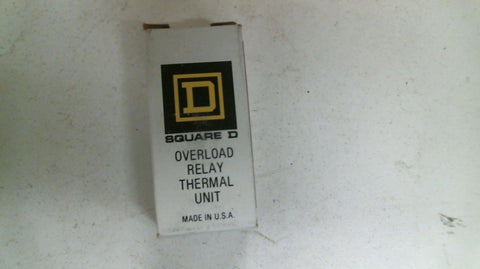 D
SQUARE D
OVERLOAD
RELAY
THERMAL
UNIT
MADE IN U.S.A.